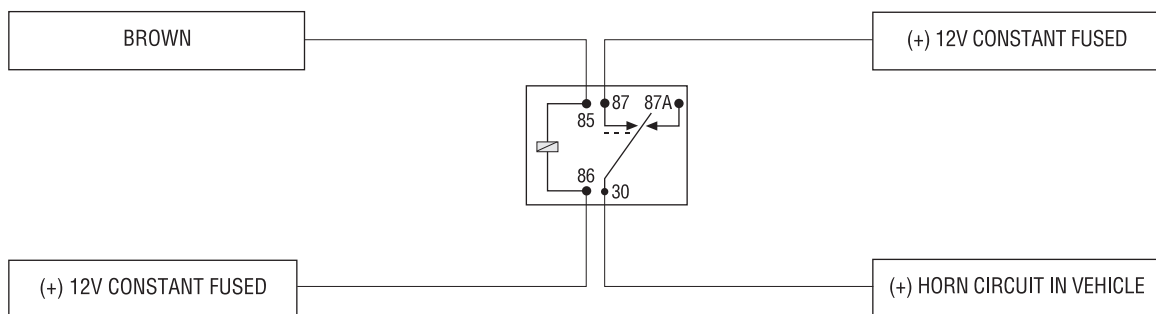 BROWN
(+) 12V CONSTANT FUSED
87 87A
85
86
30
(+) 12V CONSTANT FUSED
(+) HORN CIRCUIT IN VEHICLE